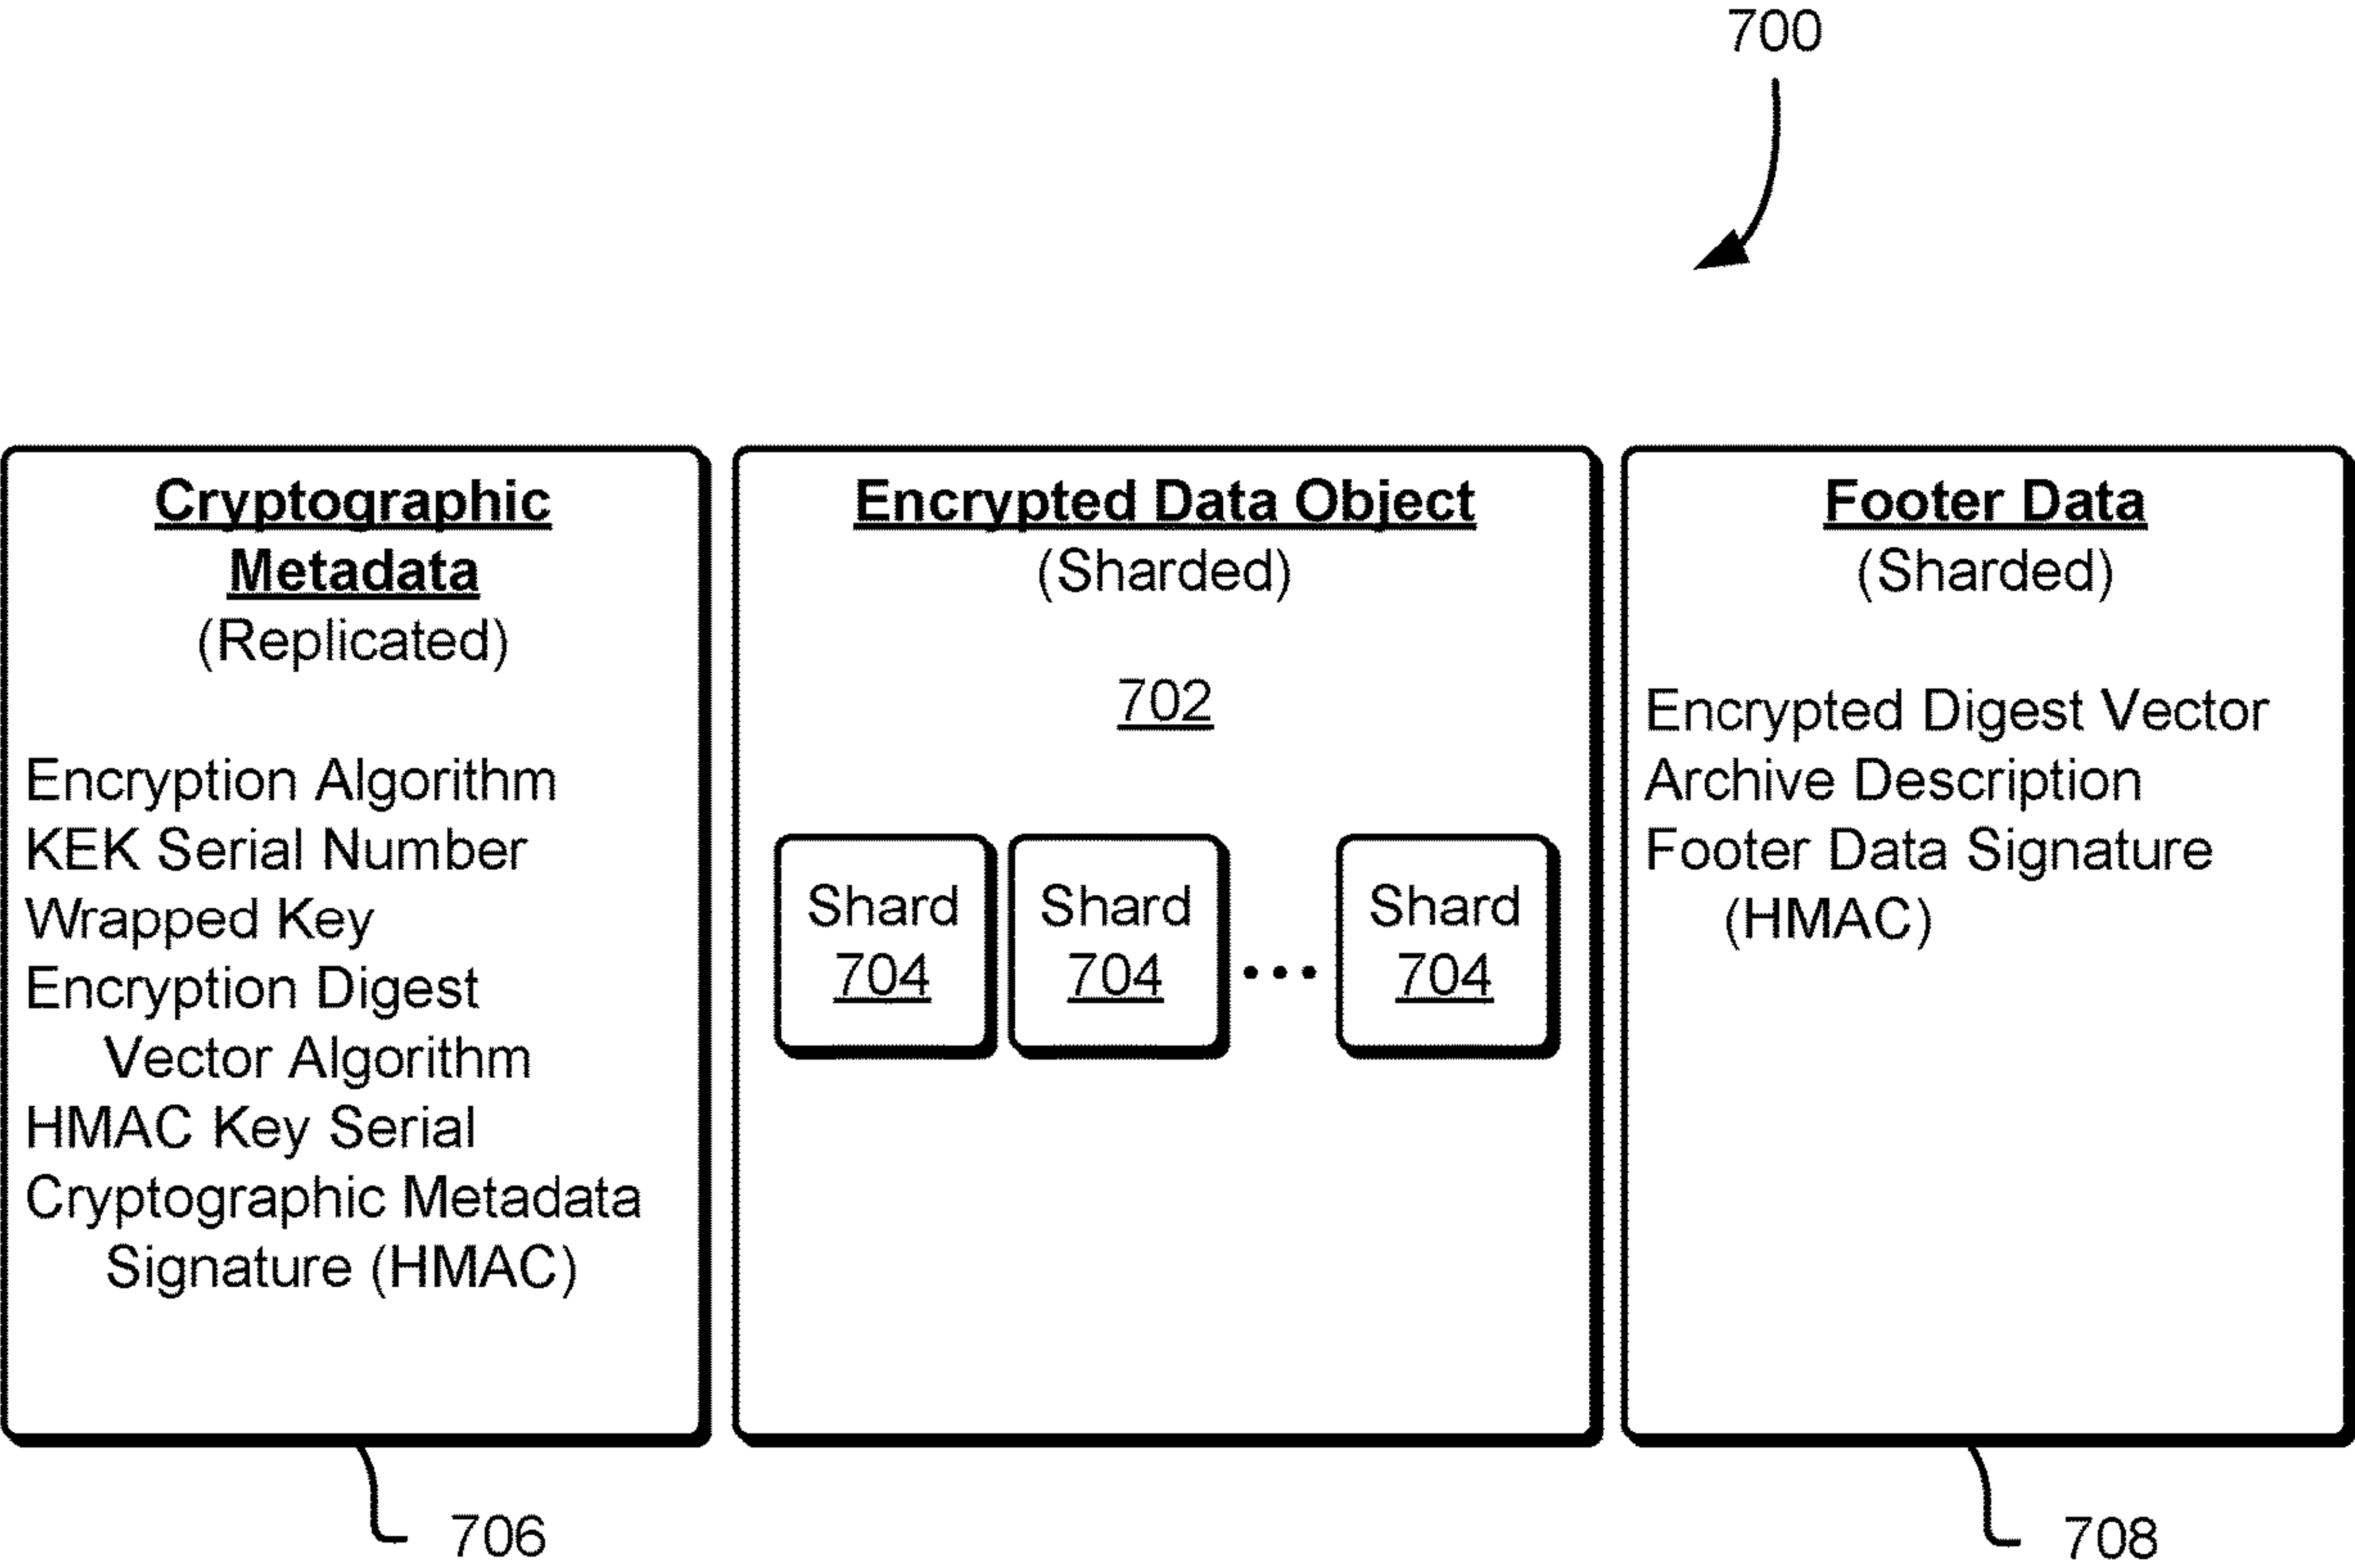 700
Cryptographic
Metadata
(Replicated)
Encryption Algorithm
KEK Serial Number
Wrapped Key
Encryption Digest
Vector Algorithm
HMAC Key Serial
Cryptographic Metadata
Signature (HMAC)
706
Encrypted Data Object
(Sharded)
702
Shard
704
Shard
704
...
Shard
704
Footer Data
(Sharded)
Encrypted Digest Vector
Archive Description
Footer Data Signature
(HMAC)
708